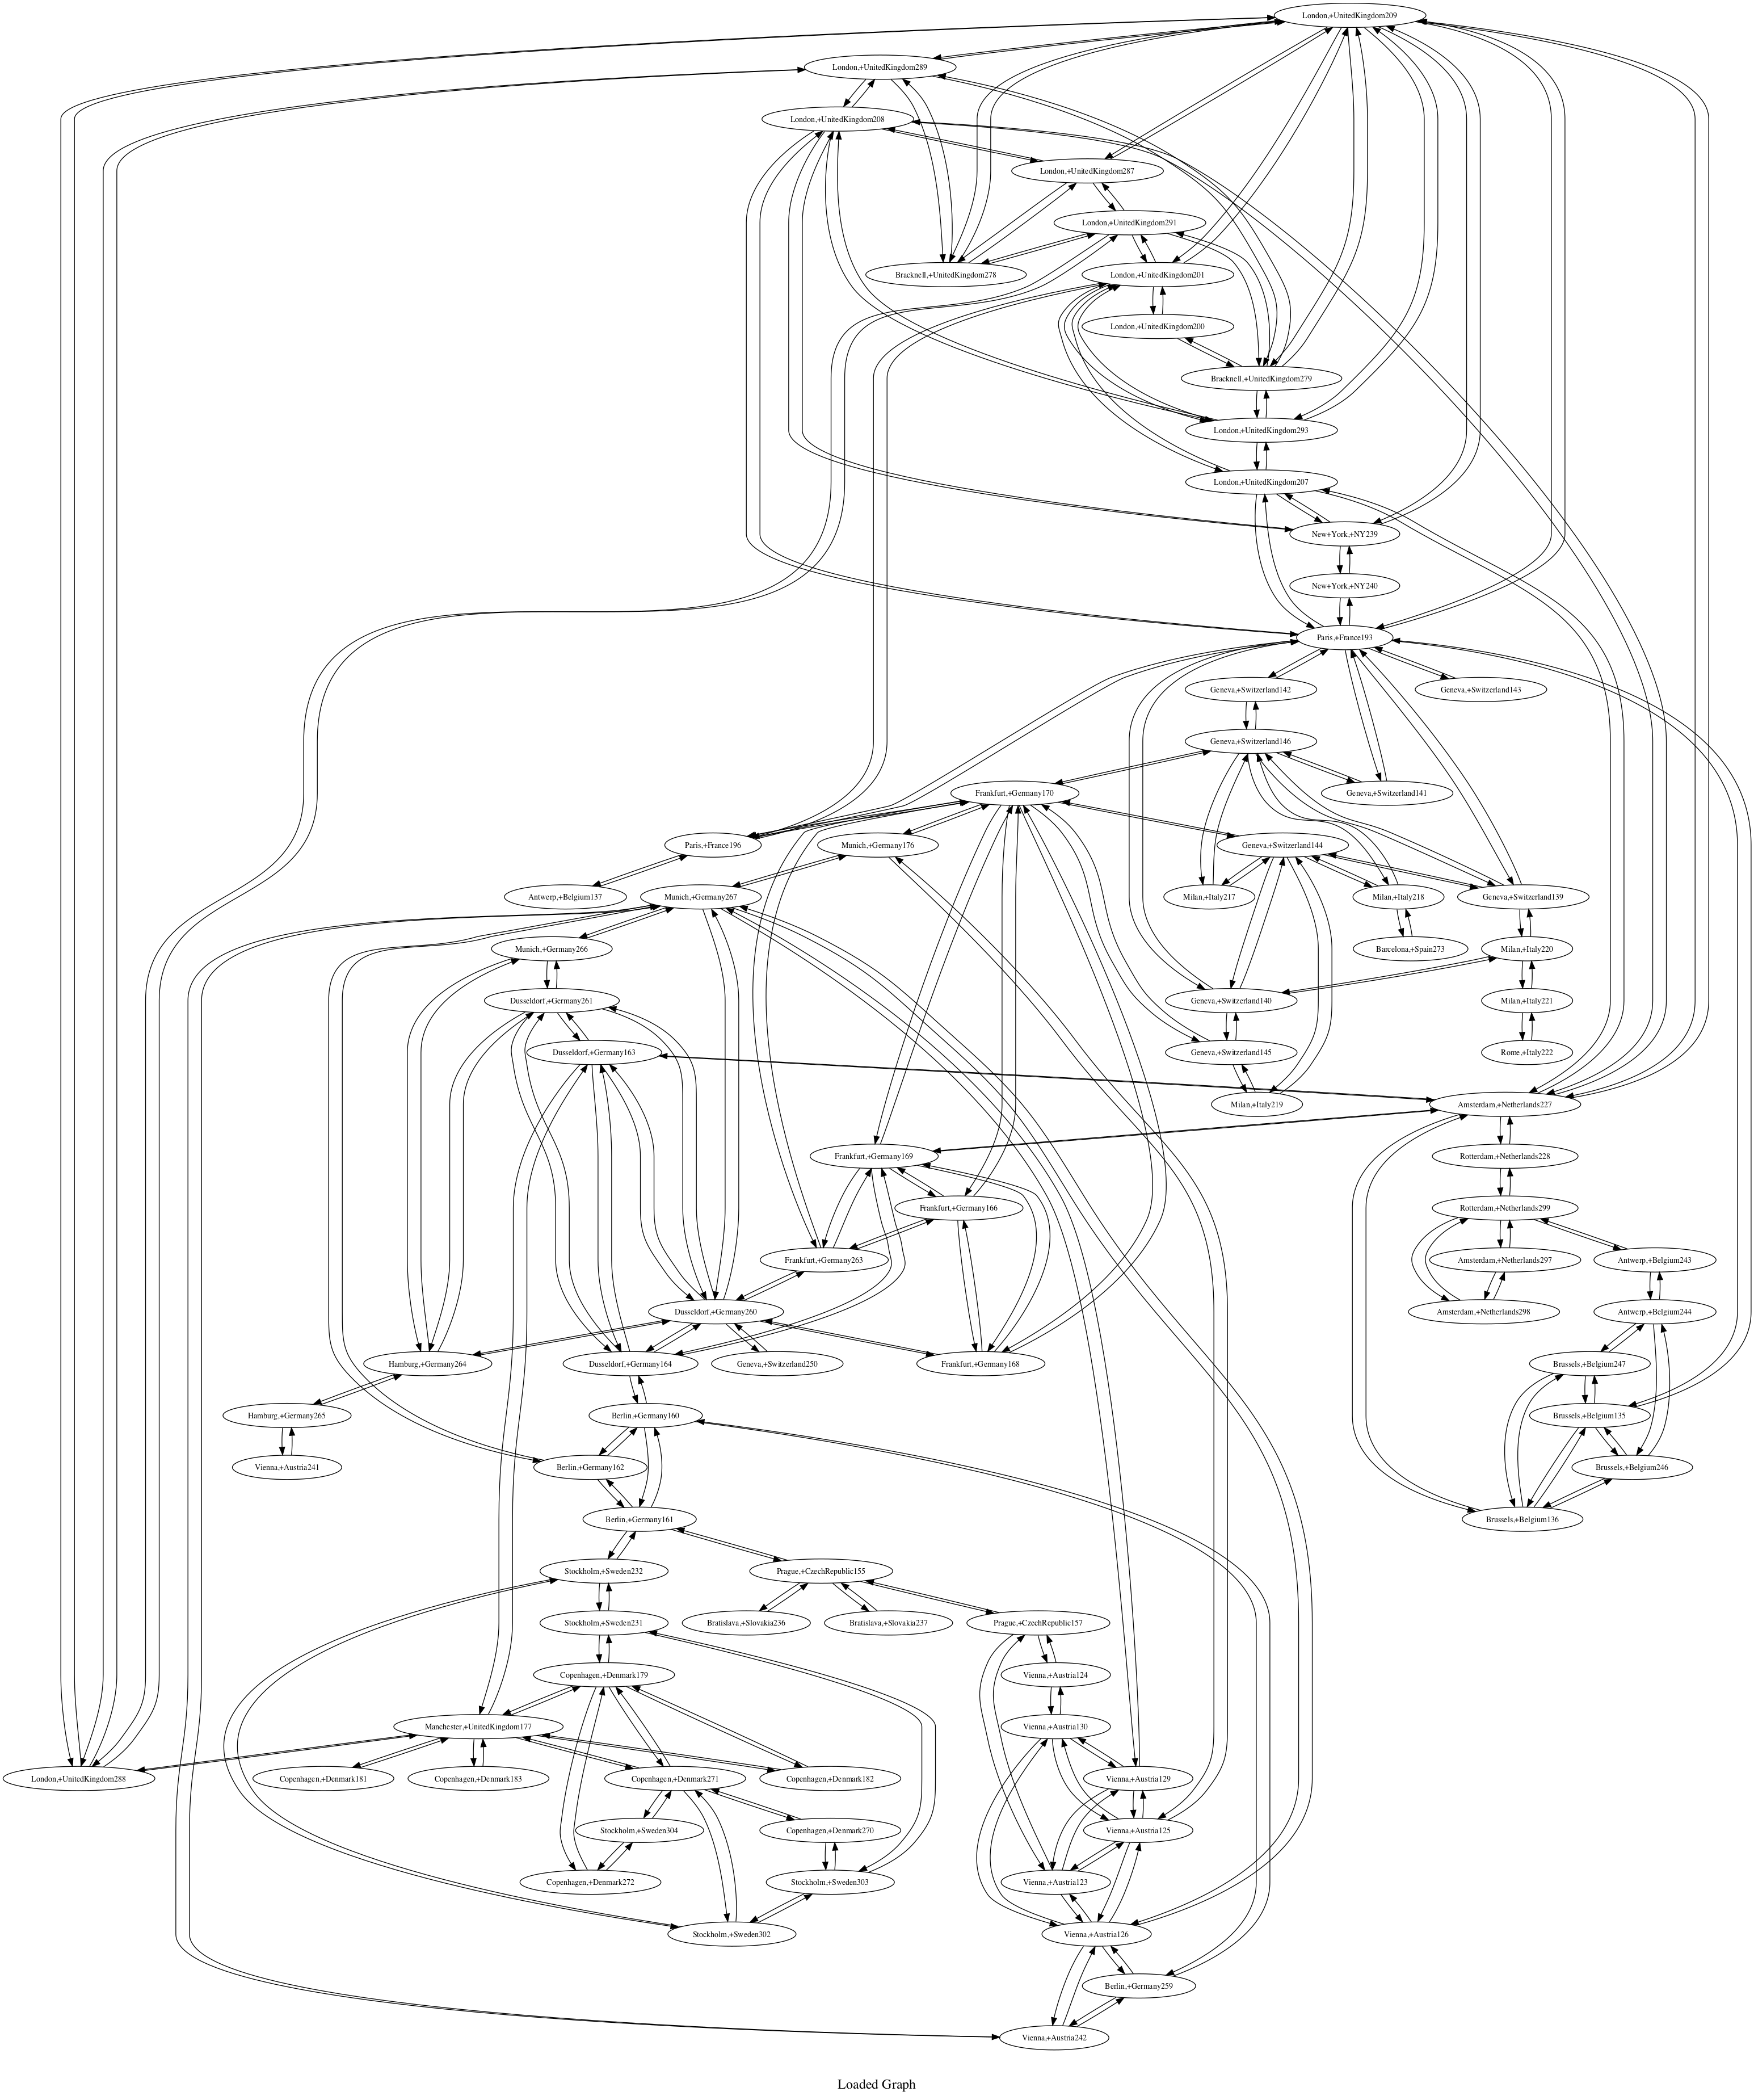 London,+UnitedKingdom209
London,+UnitedKingdom289
London,+UnitedKingdom208
London,+UnitedKingdom287
London,+UnitedKingdom291
Bracknell,+UnitedKingdom278
London,+UnitedKingdom201
London,+UnitedKingdom200
Bracknell,+UnitedKingdom279
London,+UnitedKingdom293
London,+UnitedKingdom207
New+York,+NY239
New+York,+NY240
Paris,+France193
Geneva,+Switzerland142
Geneva,+Switzerland143
Geneva,+Switzerland146
Frankfurt,+Germany170
Geneva,+Switzerland141
Paris,+France196
Munich,+Germany176
Geneva,+Switzerland144
Antwerp,+Belgium137
Munich,+Germany267
Milan,+Italy217
Milan,+Italy218
Geneva,+Switzerland139
Munich,+Germany266
Barcelona,+Spain273
Milan,+Italy220
Dusseldorf,+Germany261
Geneva,+Switzerland140
Milan,+Italy221
Dusseldorf,+Germany163
Geneva,+Switzerland145
Rome,+Italy222
Milan,+Italy219
Amsterdam,+Netherlands227
Frankfurt,+Germany169
Rotterdam,+Netherlands228
Frankfurt,+Germany166
Rotterdam,+Netherlands299
Frankfurt,+Germany263
Amsterdam,+Netherlands297
Antwerp,+Belgium243
Dusseldorf,+Germany260
Amsterdam,+Netherlands298
Antwerp,+Belgium244
Hamburg,+Germany264
Dusseldorf,+Germany164
Geneva,+Switzerland250
Frankfurt,+Germany168
Brussels,+Belgium247
Hamburg,+Germany265
Berlin,+Germany160
Brussels,+Belgium135
Vienna,+Austria241
Berlin,+Germany162
Brussels,+Belgium246
Berlin,+Germany161
Brussels,+Belgium136
Stockholm,+Sweden232
Prague,+CzechRepublic155
Stockholm,+Sweden231
Bratislava,+Slovakia236
Bratislava,+Slovakia237
Prague,+CzechRepublic157
Copenhagen,+Denmark179
Vienna,+Austria124
Manchester,+UnitedKingdom177
Vienna,+Austria130
London,+UnitedKingdom288
Copenhagen,+Denmark181
Copenhagen,+Denmark183
Copenhagen,+Denmark271
Copenhagen,+Denmark182
Vienna,+Austria129
Stockholm,+Sweden304
Copenhagen,+Denmark270
Vienna,+Austria125
Copenhagen,+Denmark272
Stockholm,+Sweden303
Vienna,+Austria123
Stockholm,+Sweden302
Vienna,+Austria126
Berlin,+Germany259
Vienna,+Austria242
Loaded Graph